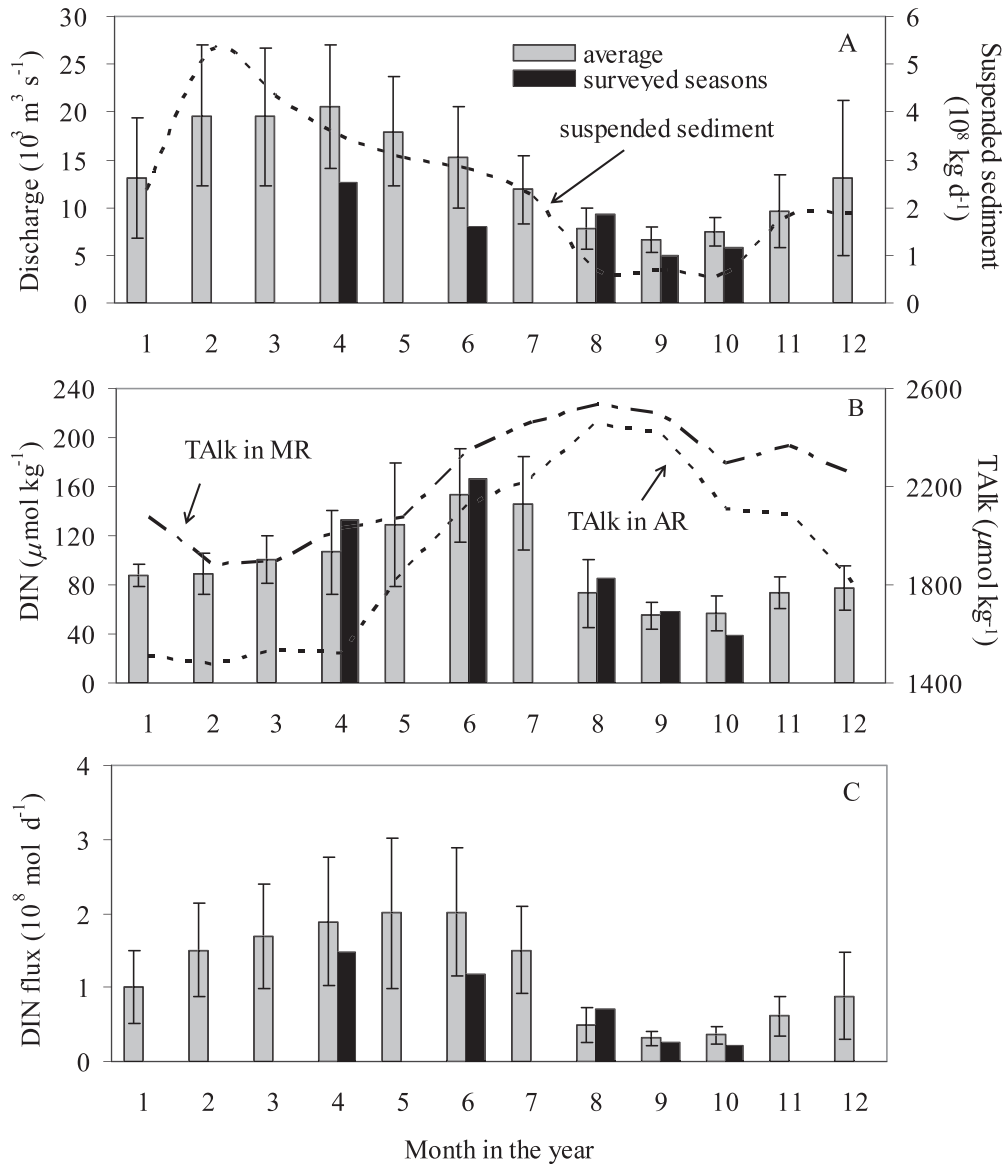 A
average
surveyed seasons
suspended sediment
Discharge (10³ m³ s⁻¹)
30
25
20
15
10
5
0
Suspended sediment
(10⁸ kg d⁻¹)
6
5
4
3
2
1
0
1 2 3 4 5 6 7 8 9 10 11 12
B
TAlk in MR
TAlk in AR
DIN (μmol kg⁻¹)
240
200
160
120
80
40
0
TAlk (μmol kg⁻¹)
2600
2200
1800
1400
1 2 3 4 5 6 7 8 9 10 11 12
C
DIN flux (10⁸ mol d⁻¹)
4
3
2
1
0
1 2 3 4 5 6 7 8 9 10 11 12
Month in the year